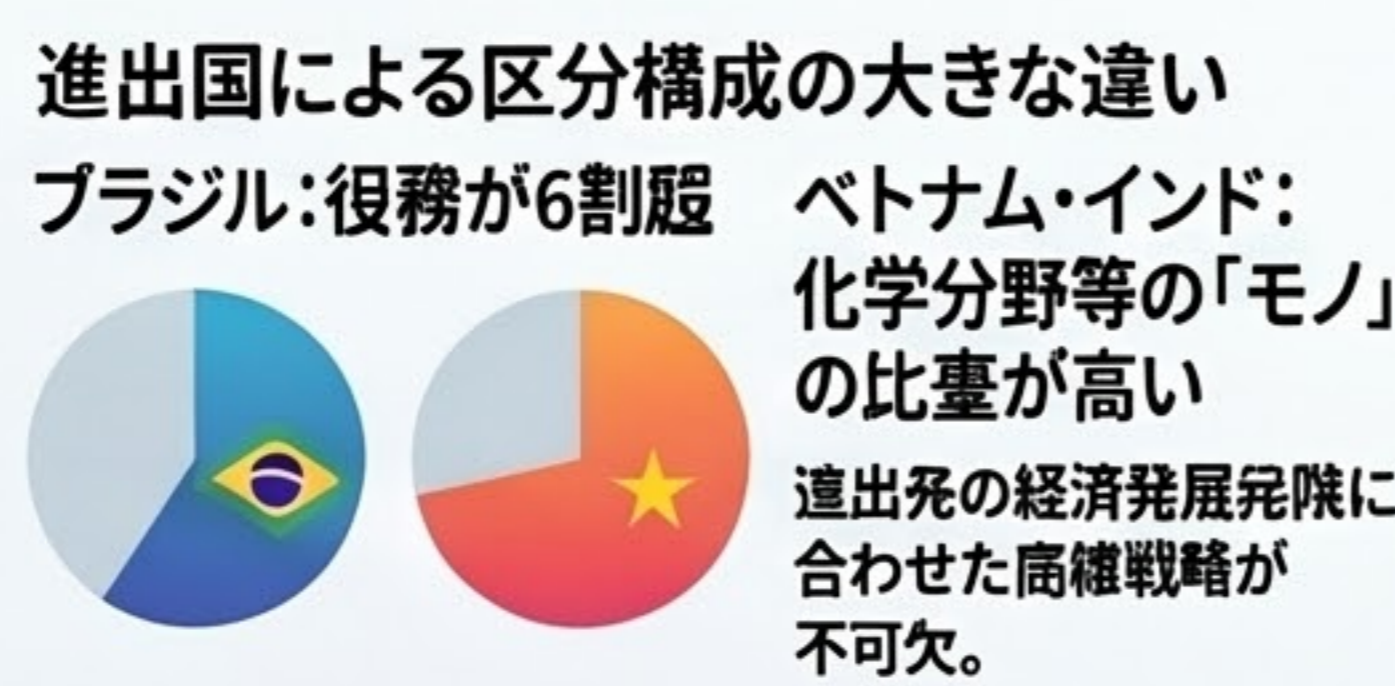 進出国による区分構成の大きな違い
ブラジル:役務が6割
ベトナム・インド:
化学分野等の「モノ」
の比が高い
出の経済発展に
合わせた戦略が
不可欠。